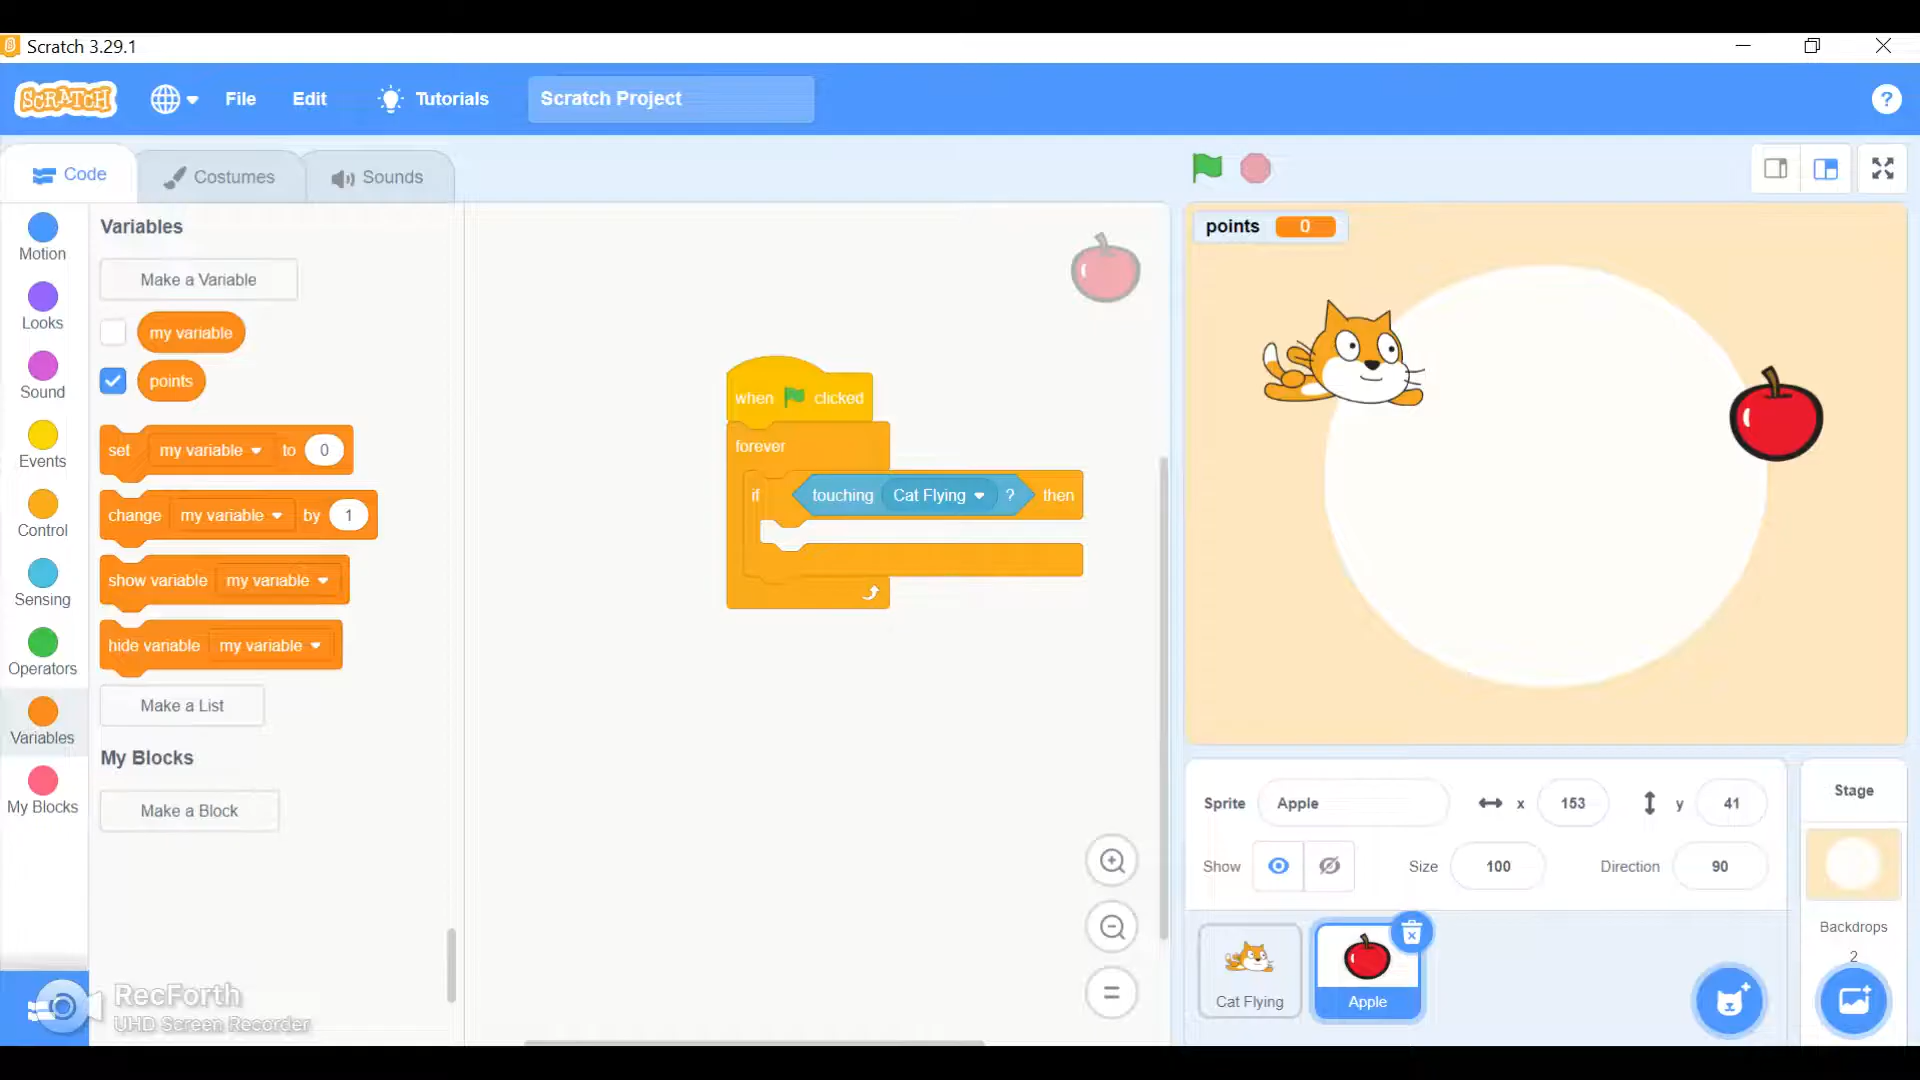 Scratch 3.29.1
SCRATCH
File
Edit
Tutorials
Scratch Project
?
Code
Costumes
Sounds
Motion
Looks
Sound
Events
Control
Sensing
Operators
Variables
My Blocks
Variables
Make a Variable
my variable
points
set my variable to 0
change my variable by 1
show variable my variable
hide variable my variable
Make a List
My Blocks
Make a Block
when clicked
forever
if touching Cat Flying ? then
points 0
Sprite Apple x 153 y 41
Show Size 100 Direction 90
Cat Flying
Apple
Stage
Backdrops
2
RecForth
UHD Screen Recorder